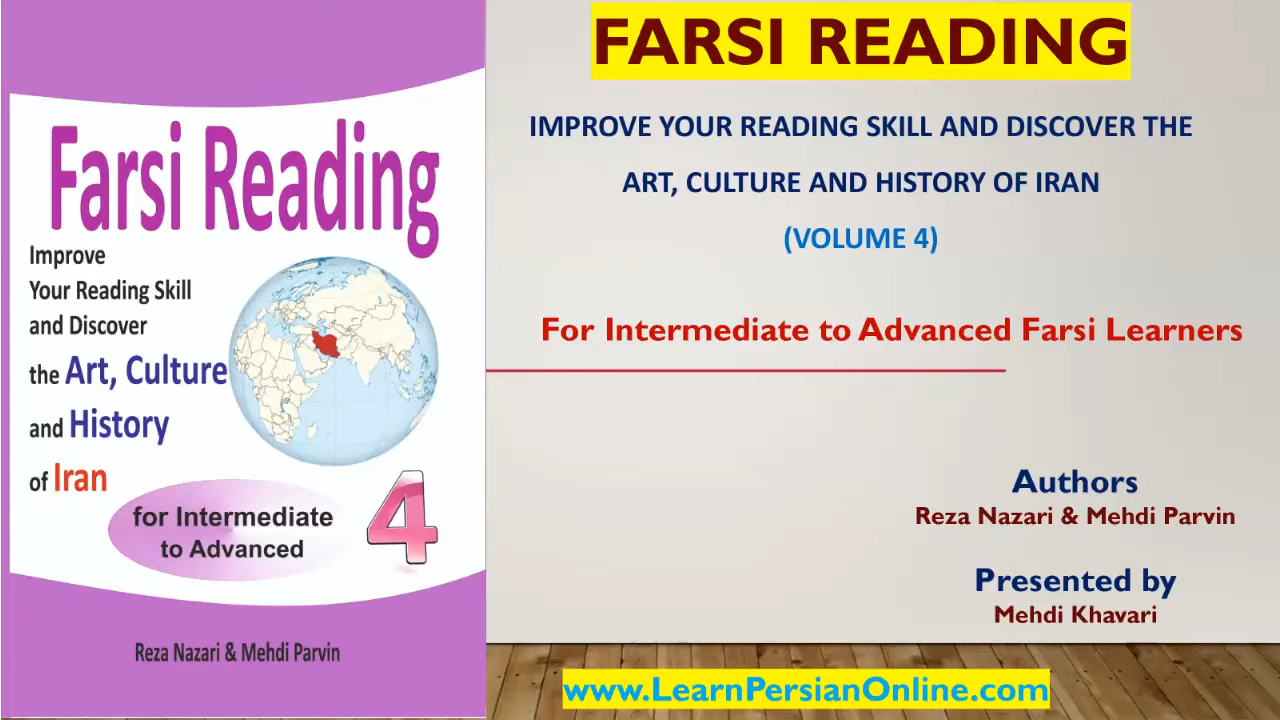 Farsi Reading
Improve
Your Reading Skill
and Discover
the Art, Culture
and History
of Iran
for Intermediate
to Advanced
4
Reza Nazari & Mehdi Parvin
FARSI READING
IMPROVE YOUR READING SKILL AND DISCOVER THE
ART, CULTURE AND HISTORY OF IRAN
(VOLUME 4)
For Intermediate to Advanced Farsi Learners
Authors
Reza Nazari & Mehdi Parvin
Presented by
Mehdi Khavari
www.LearnPersianOnline.com